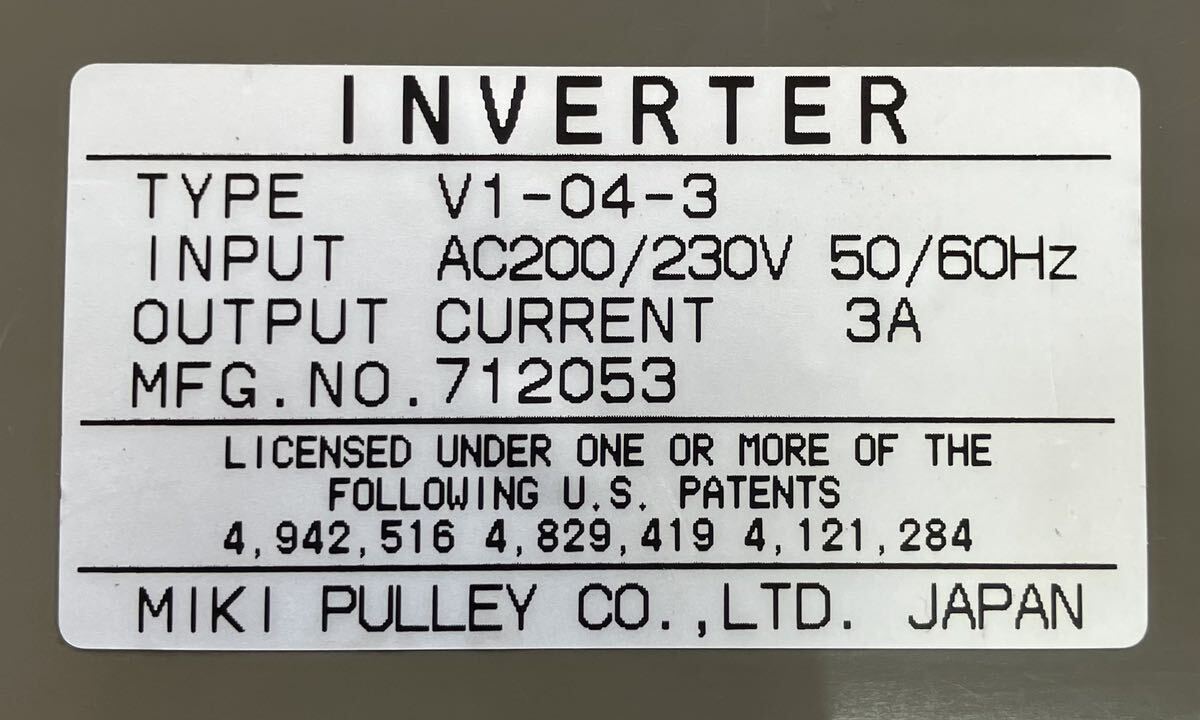 INVERTER
TYPE V1-04-3
INPUT AC200/230V 50/60Hz
OUTPUT CURRENT 3A
MFG.NO.712053
LICENSED UNDER ONE OR MORE OF THE
FOLLOWING U.S. PATENTS
4,942,516 4,829,419 4,121,284
MIKI PULLEY CO.,LTD. JAPAN